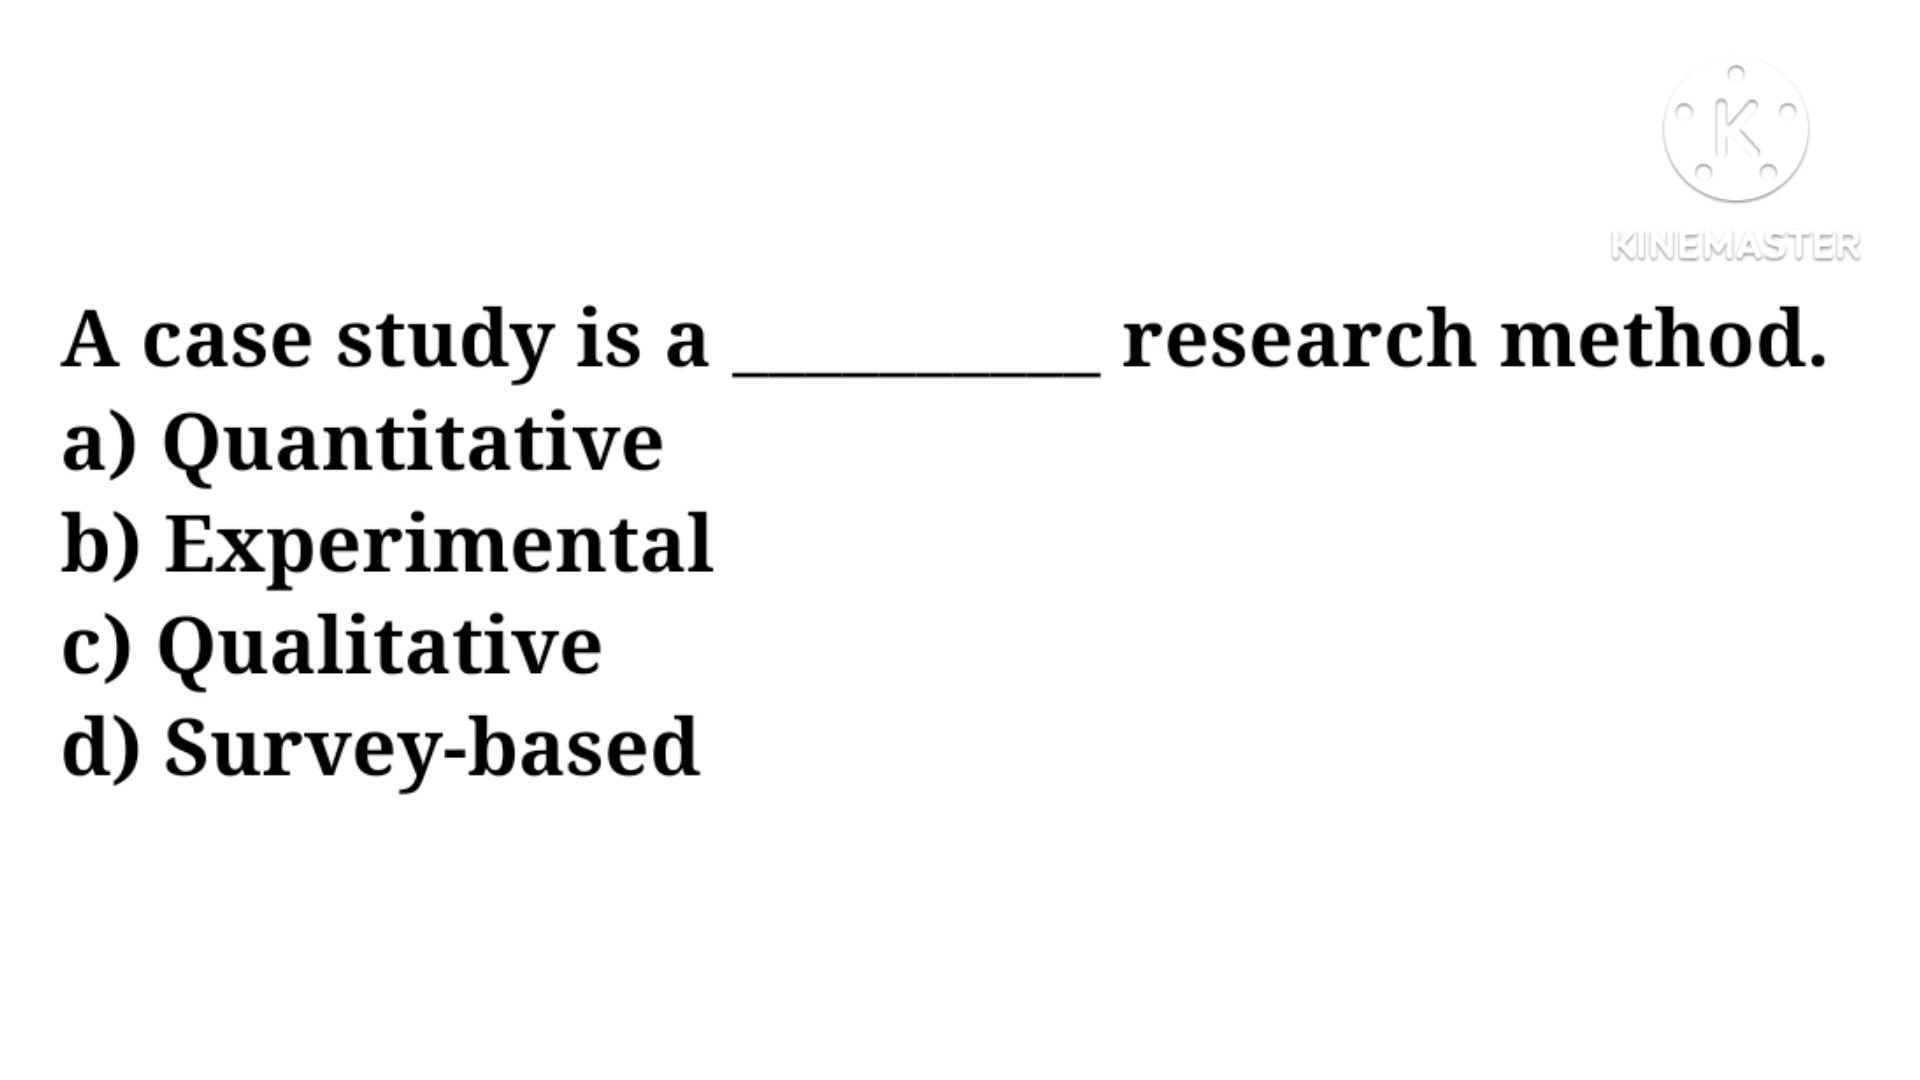 K
KINEMASTER
A case study is a __________ research method.
a) Quantitative
b) Experimental
c) Qualitative
d) Survey-based